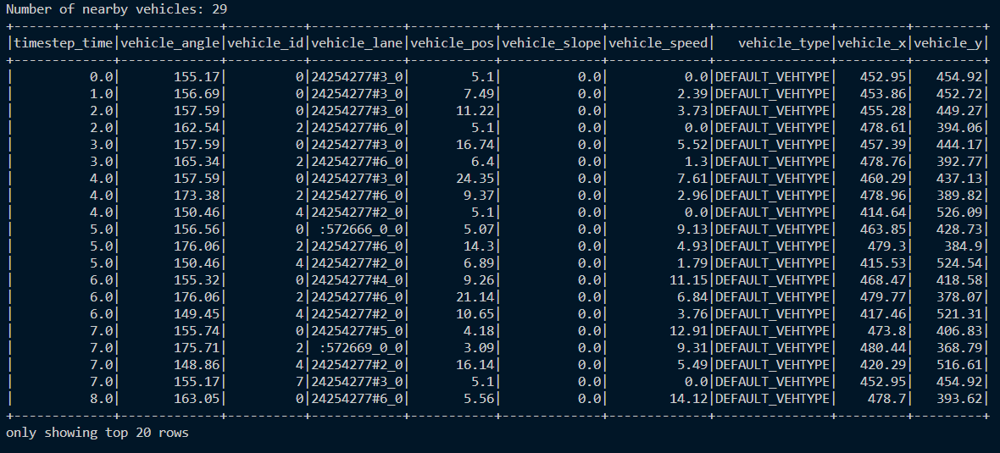 Number of nearby vehicles: 29
+-------------+-------------+----------+------------+-----------+-------------+-------------+---------------+---------+---------+
|timestep_time|vehicle_angle|vehicle_id|vehicle_lane|vehicle_pos|vehicle_slope|vehicle_speed|   vehicle_type|vehicle_x|vehicle_y|
+-------------+-------------+----------+------------+-----------+-------------+-------------+---------------+---------+---------+
|          0.0|       155.17|         0|24254277#3_0|        5.1|          0.0|          0.0|DEFAULT_VEHTYPE|   452.95|   454.92|
|          1.0|       156.69|         0|24254277#3_0|       7.49|          0.0|         2.39|DEFAULT_VEHTYPE|   453.86|   452.72|
|          2.0|       157.59|         0|24254277#3_0|      11.22|          0.0|         3.73|DEFAULT_VEHTYPE|   455.28|   449.27|
|          2.0|       162.54|         2|24254277#6_0|        5.1|          0.0|          0.0|DEFAULT_VEHTYPE|   478.61|   394.06|
|          3.0|       157.59|         0|24254277#3_0|      16.74|          0.0|         5.52|DEFAULT_VEHTYPE|   457.39|   444.17|
|          3.0|       165.34|         2|24254277#6_0|        6.4|          0.0|          1.3|DEFAULT_VEHTYPE|   478.76|   392.77|
|          4.0|       157.59|         0|24254277#3_0|      24.35|          0.0|         7.61|DEFAULT_VEHTYPE|   460.29|   437.13|
|          4.0|       173.38|         2|24254277#6_0|       9.37|          0.0|         2.96|DEFAULT_VEHTYPE|   478.96|   389.82|
|          4.0|       150.46|         4|24254277#2_0|        5.1|          0.0|          0.0|DEFAULT_VEHTYPE|   414.64|   526.09|
|          5.0|       156.56|         0| :572666_0_0|       5.07|          0.0|         9.13|DEFAULT_VEHTYPE|   463.85|   428.73|
|          5.0|       176.06|         2|24254277#6_0|       14.3|          0.0|         4.93|DEFAULT_VEHTYPE|    479.3|    384.9|
|          5.0|       150.46|         4|24254277#2_0|       6.89|          0.0|         1.79|DEFAULT_VEHTYPE|   415.53|   524.54|
|          6.0|       155.32|         0|24254277#4_0|       9.26|          0.0|        11.15|DEFAULT_VEHTYPE|   468.47|   418.58|
|          6.0|       176.06|         2|24254277#6_0|      21.14|          0.0|         6.84|DEFAULT_VEHTYPE|   479.77|   378.07|
|          6.0|       149.45|         4|24254277#2_0|      10.65|          0.0|         3.76|DEFAULT_VEHTYPE|   417.46|   521.31|
|          7.0|       155.74|         0|24254277#5_0|       4.18|          0.0|        12.91|DEFAULT_VEHTYPE|    473.8|   406.83|
|          7.0|       175.71|         2| :572669_0_0|       3.09|          0.0|         9.31|DEFAULT_VEHTYPE|   480.44|   368.79|
|          7.0|       148.86|         4|24254277#2_0|      16.14|          0.0|         5.49|DEFAULT_VEHTYPE|   420.29|   516.61|
|          7.0|       155.17|         7|24254277#3_0|        5.1|          0.0|          0.0|DEFAULT_VEHTYPE|   452.95|   454.92|
|          8.0|       163.05|         0|24254277#6_0|       5.56|          0.0|        14.12|DEFAULT_VEHTYPE|    478.7|   393.62|
+-------------+-------------+----------+------------+-----------+-------------+-------------+---------------+---------+---------+
only showing top 20 rows